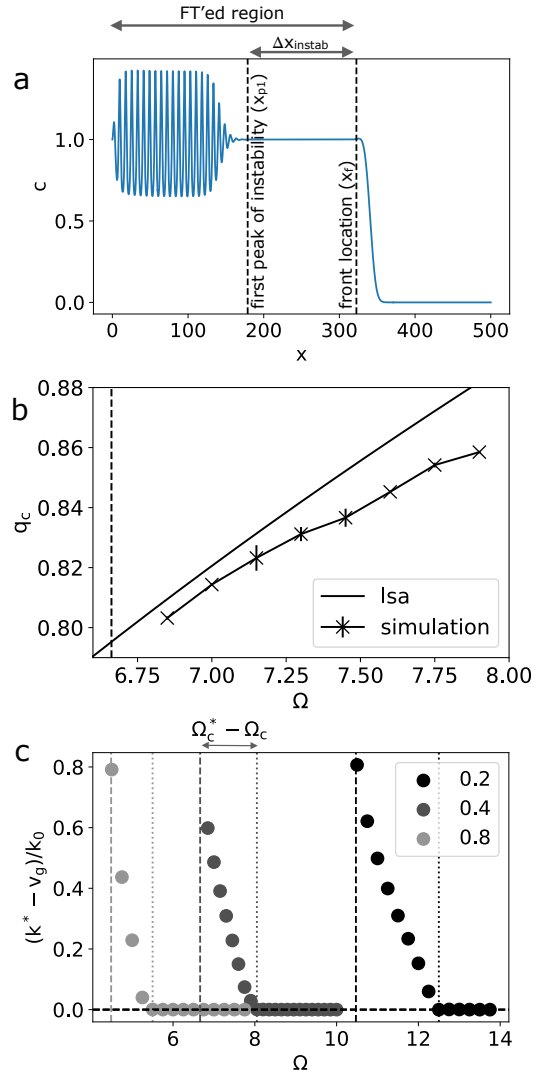 FT'ed region
Δx_instab
a
first peak of instability (x_p1)
front location (x_f)
1.0
0.5
0.0
c
0 100 200 300 400 500
x
b
0.88
0.86
0.84
0.82
0.80
q_c
lsa
simulation
6.75 7.00 7.25 7.50 7.75 8.00
Ω
Ω_c^* − Ω_c
c
0.8
0.6
0.4
0.2
0.0
(k^* − v_g)/k_0
0.2
0.4
0.8
6 8 10 12 14
Ω